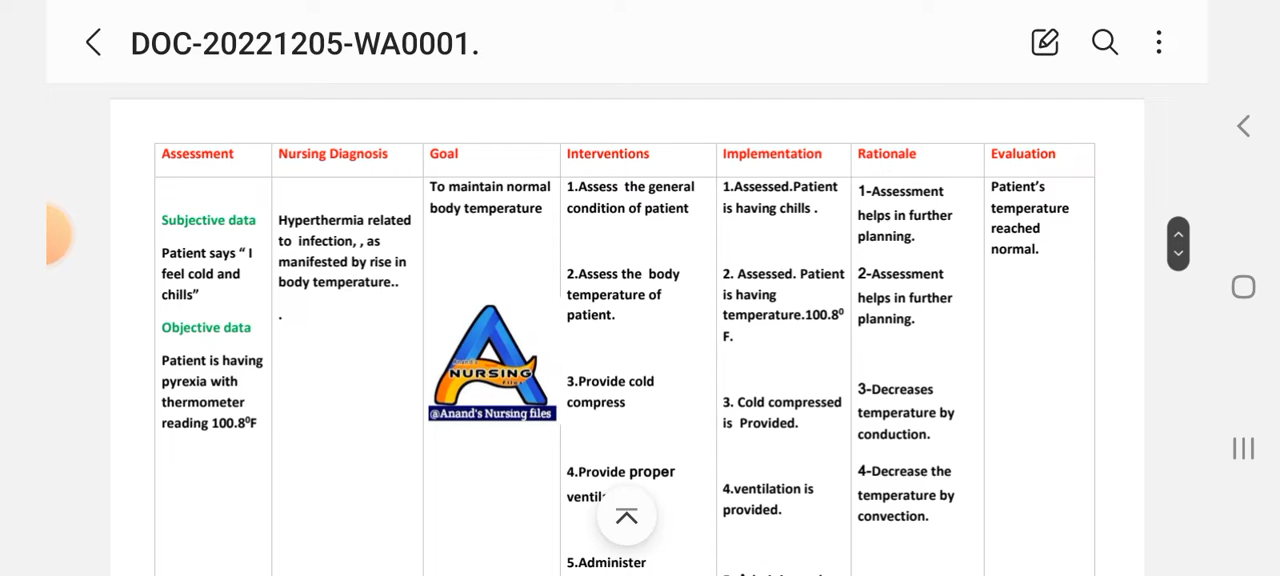 DOC-20221205-WA0001.
Assessment
Nursing Diagnosis
Goal
Interventions
Implementation
Rationale
Evaluation
Subjective data
Patient says “ I
feel cold and
chills”
Objective data
Patient is having
pyrexia with
thermometer
reading 100.8⁰F
Hyperthermia related
to infection, , as
manifested by rise in
body temperature..
.
To maintain normal
body temperature
NURSING
files
@Anand's Nursing files
1.Assess the general
condition of patient
2.Assess the body
temperature of
patient.
3.Provide cold
compress
4.Provide proper
5.Administer
1.Assessed.Patient
is having chills .
2. Assessed. Patient
is having
temperature.100.8⁰
F.
3. Cold compressed
is Provided.
4.ventilation is
provided.
1-Assessment
helps in further
planning.
2-Assessment
helps in further
planning.
3-Decreases
temperature by
conduction.
4-Decrease the
temperature by
convection.
Patient’s
temperature
reached
normal.